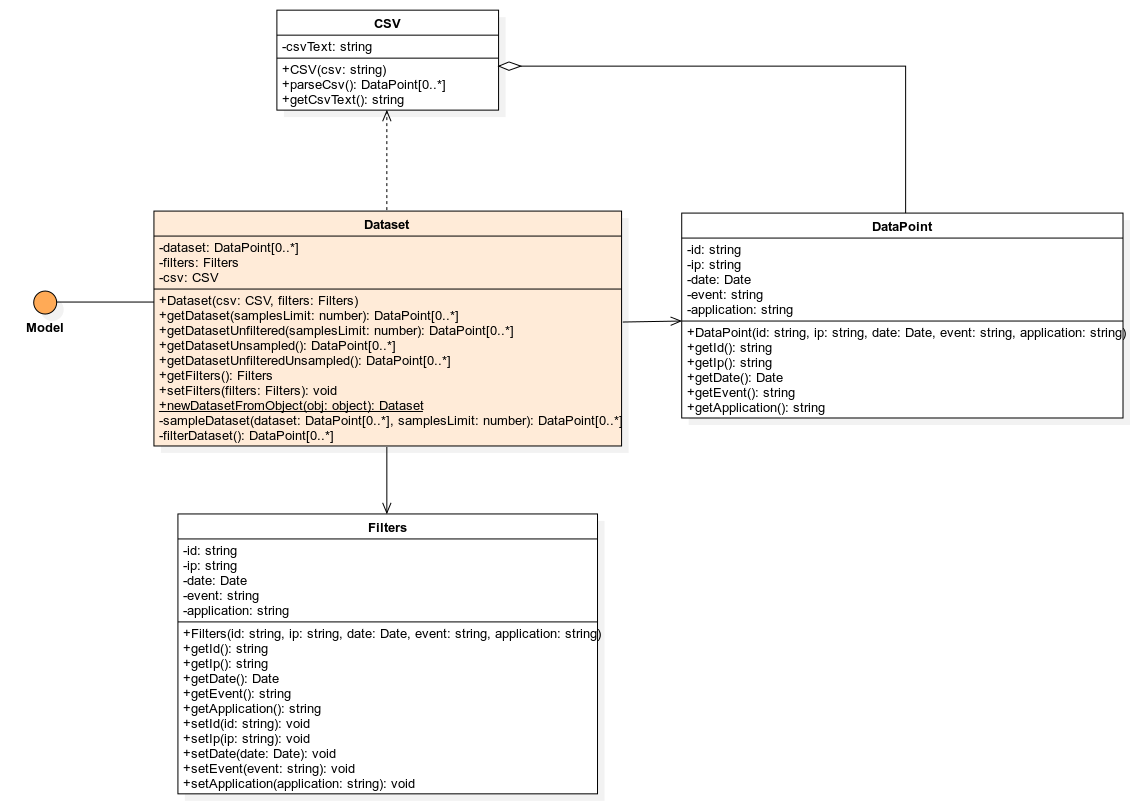 CSV
-csvText: string
+CSV(csv: string)
+parseCsv(): DataPoint[0..*]
+getCsvText(): string
Dataset
-dataset: DataPoint[0..*]
-filters: Filters
-csv: CSV
+Dataset(csv: CSV, filters: Filters)
+getDataset(samplesLimit: number): DataPoint[0..*]
+getDatasetUnfiltered(samplesLimit: number): DataPoint[0..*]
+getDatasetUnsampled(): DataPoint[0..*]
+getDatasetUnfilteredUnsampled(): DataPoint[0..*]
+getFilters(): Filters
+setFilters(filters: Filters): void
+newDatasetFromObject(obj: object): Dataset
-sampleDataset(dataset: DataPoint[0..*], samplesLimit: number): DataPoint[0..*]
-filterDataset(): DataPoint[0..*]
Model
DataPoint
-id: string
-ip: string
-date: Date
-event: string
-application: string
+DataPoint(id: string, ip: string, date: Date, event: string, application: string)
+getId(): string
+getIp(): string
+getDate(): Date
+getEvent(): string
+getApplication(): string
Filters
-id: string
-ip: string
-date: Date
-event: string
-application: string
+Filters(id: string, ip: string, date: Date, event: string, application: string)
+getId(): string
+getIp(): string
+getDate(): Date
+getEvent(): string
+getApplication(): string
+setId(id: string): void
+setIp(ip: string): void
+setDate(date: Date): void
+setEvent(event: string): void
+setApplication(application: string): void